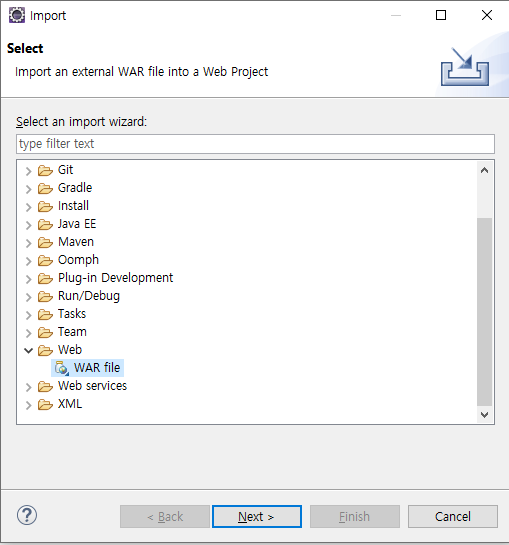 Import
Select
Import an external WAR file into a Web Project
Select an import wizard:
type filter text
Git
Gradle
Install
Java EE
Maven
Oomph
Plug-in Development
Run/Debug
Tasks
Team
Web
WAR file
Web services
XML
?
< Back
Next >
Finish
Cancel